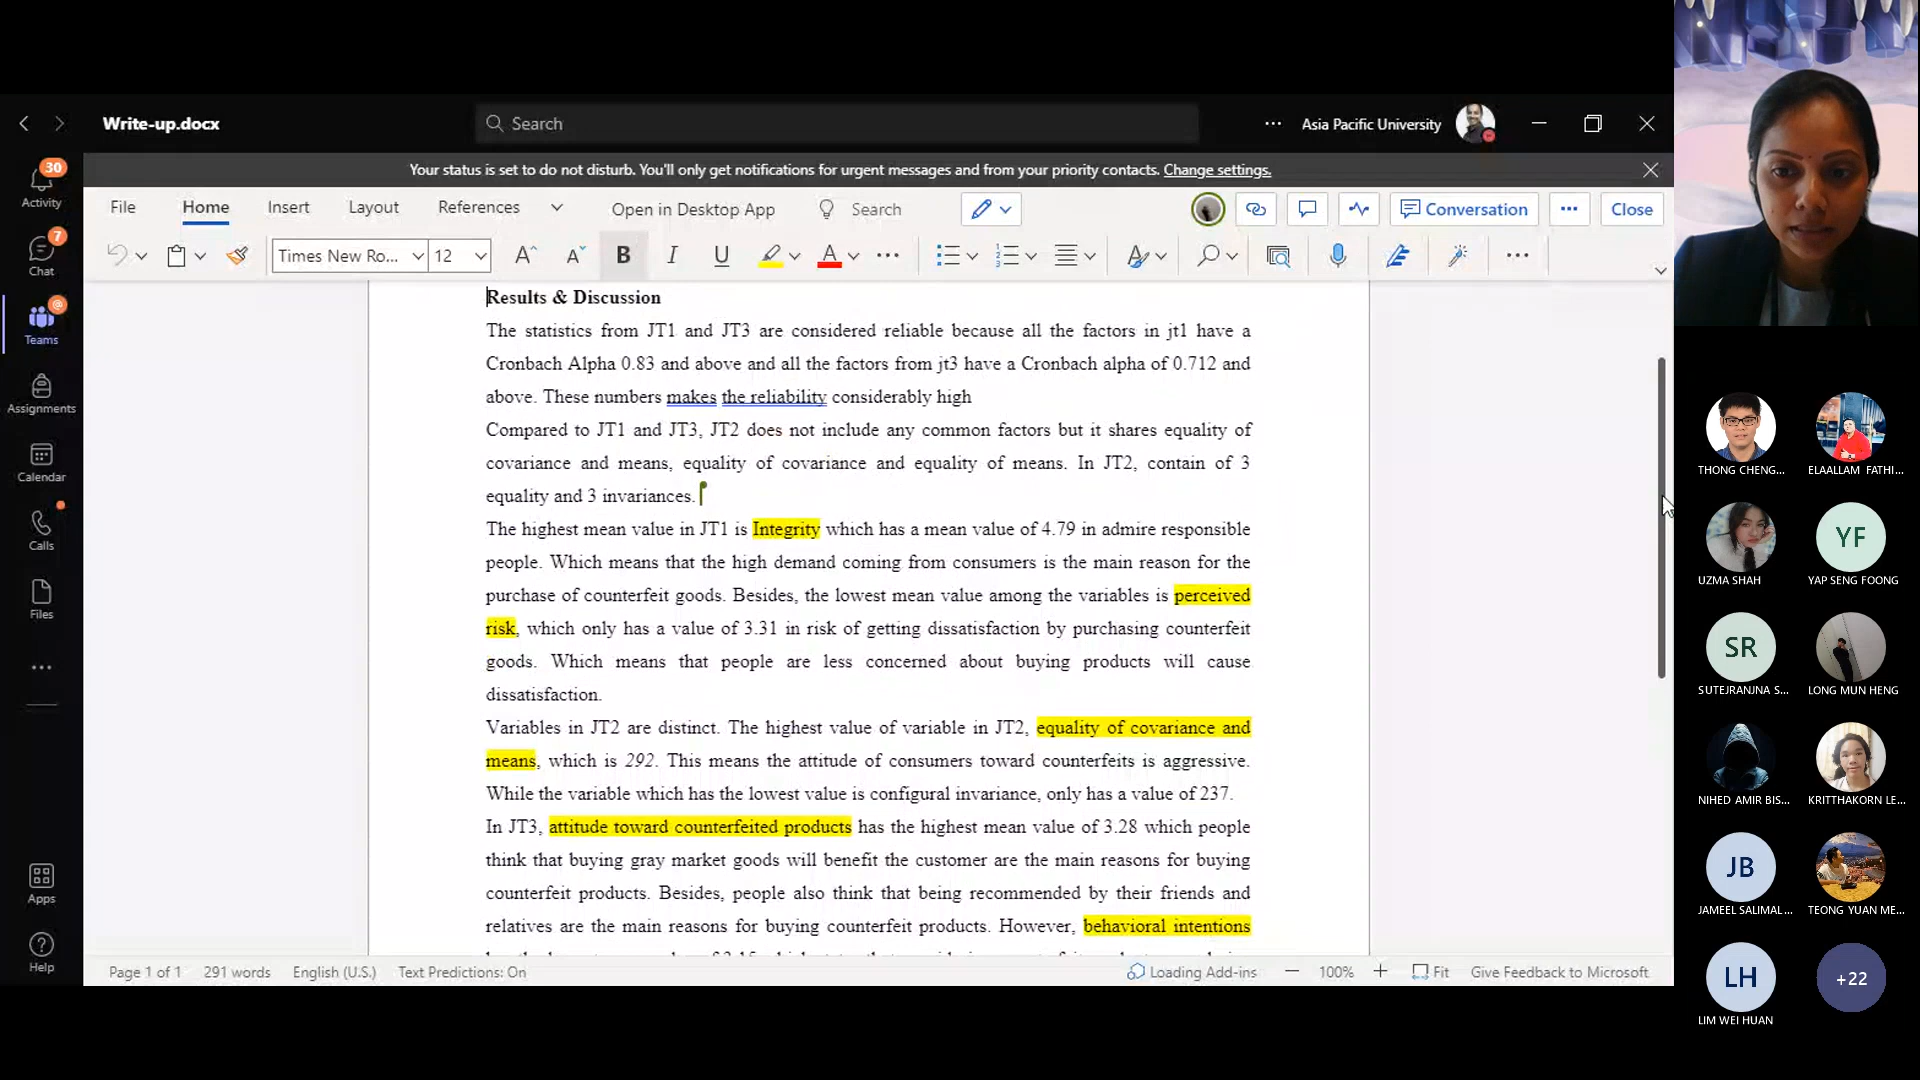 Write-up.docx
Search
Asia Pacific University
Your status is set to do not disturb. You'll only get notifications for urgent messages and from your priority contacts. Change settings.
30
Activity
7
Chat
Teams
Assignments
Calendar
Calls
Files
Apps
Help
File Home Insert Layout References Open in Desktop App Search Conversation Close
Times New Ro... 12
Results & Discussion
The statistics from JT1 and JT3 are considered reliable because all the factors in jt1 have a
Cronbach Alpha 0.83 and above and all the factors from jt3 have a Cronbach alpha of 0.712 and
above. These numbers makes the reliability considerably high
Compared to JT1 and JT3, JT2 does not include any common factors but it shares equality of
covariance and means, equality of covariance and equality of means. In JT2, contain of 3
equality and 3 invariances.
The highest mean value in JT1 is Integrity which has a mean value of 4.79 in admire responsible
people. Which means that the high demand coming from consumers is the main reason for the
purchase of counterfeit goods. Besides, the lowest mean value among the variables is perceived
risk, which only has a value of 3.31 in risk of getting dissatisfaction by purchasing counterfeit
goods. Which means that people are less concerned about buying products will cause
dissatisfaction.
Variables in JT2 are distinct. The highest value of variable in JT2, equality of covariance and
means, which is 292. This means the attitude of consumers toward counterfeits is aggressive.
While the variable which has the lowest value is configural invariance, only has a value of 237.
In JT3, attitude toward counterfeited products has the highest mean value of 3.28 which people
think that buying gray market goods will benefit the customer are the main reasons for buying
counterfeit products. Besides, people also think that being recommended by their friends and
relatives are the main reasons for buying counterfeit products. However, behavioral intentions
Page 1 of 1 291 words English (U.S.) Text Predictions: On Loading Add-ins 100% Fit Give Feedback to Microsoft
THONG CHENG... ELAALLAM FATHI...
YF
UZMA SHAH YAP SENG FOONG
SR
SUTEJRANJNA S... LONG MUN HENG
NIHED AMIR BIS... KRITTHAKORN LE...
JB
JAMEEL SALIMAL... TEONG YUAN ME...
LH +22
LIM WEI HUAN